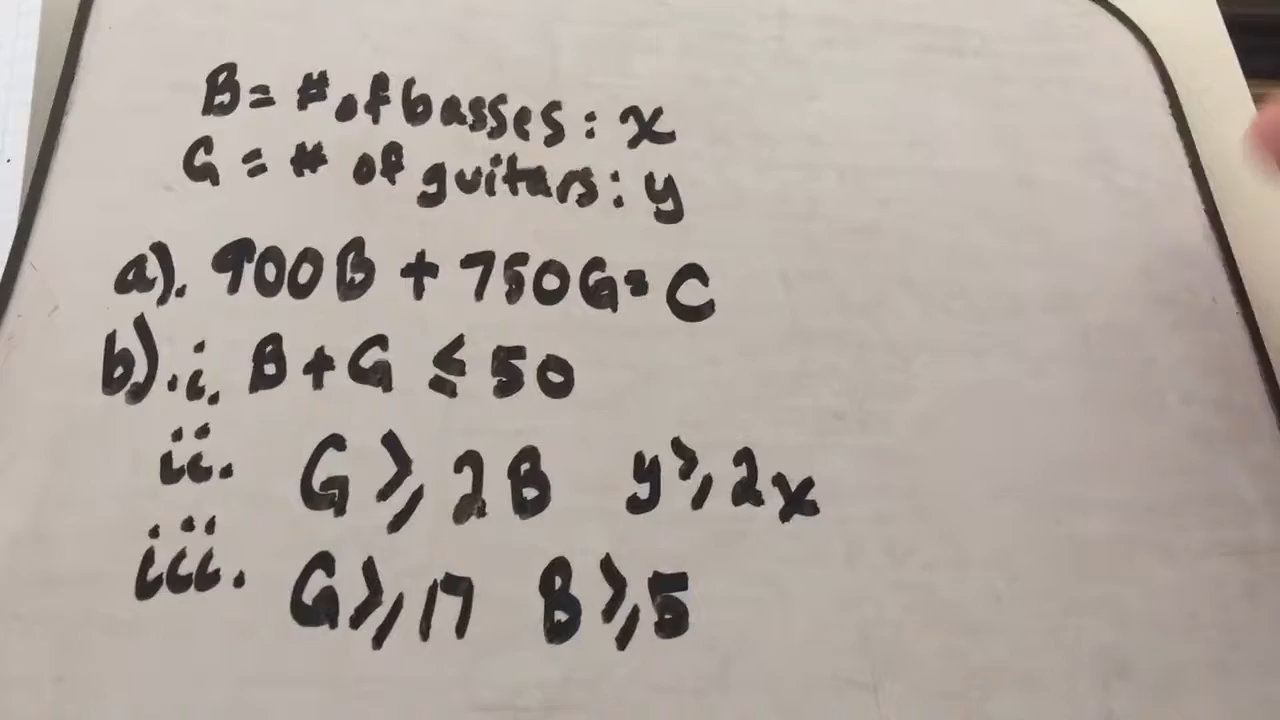 B = # of basses : x
G = # of guitars : y
a). 900B + 750G = C
b). i. B + G ≤ 50
ii. G ≥ 2B y ≥ 2x
iii. G ≥ 17 B ≥ 5